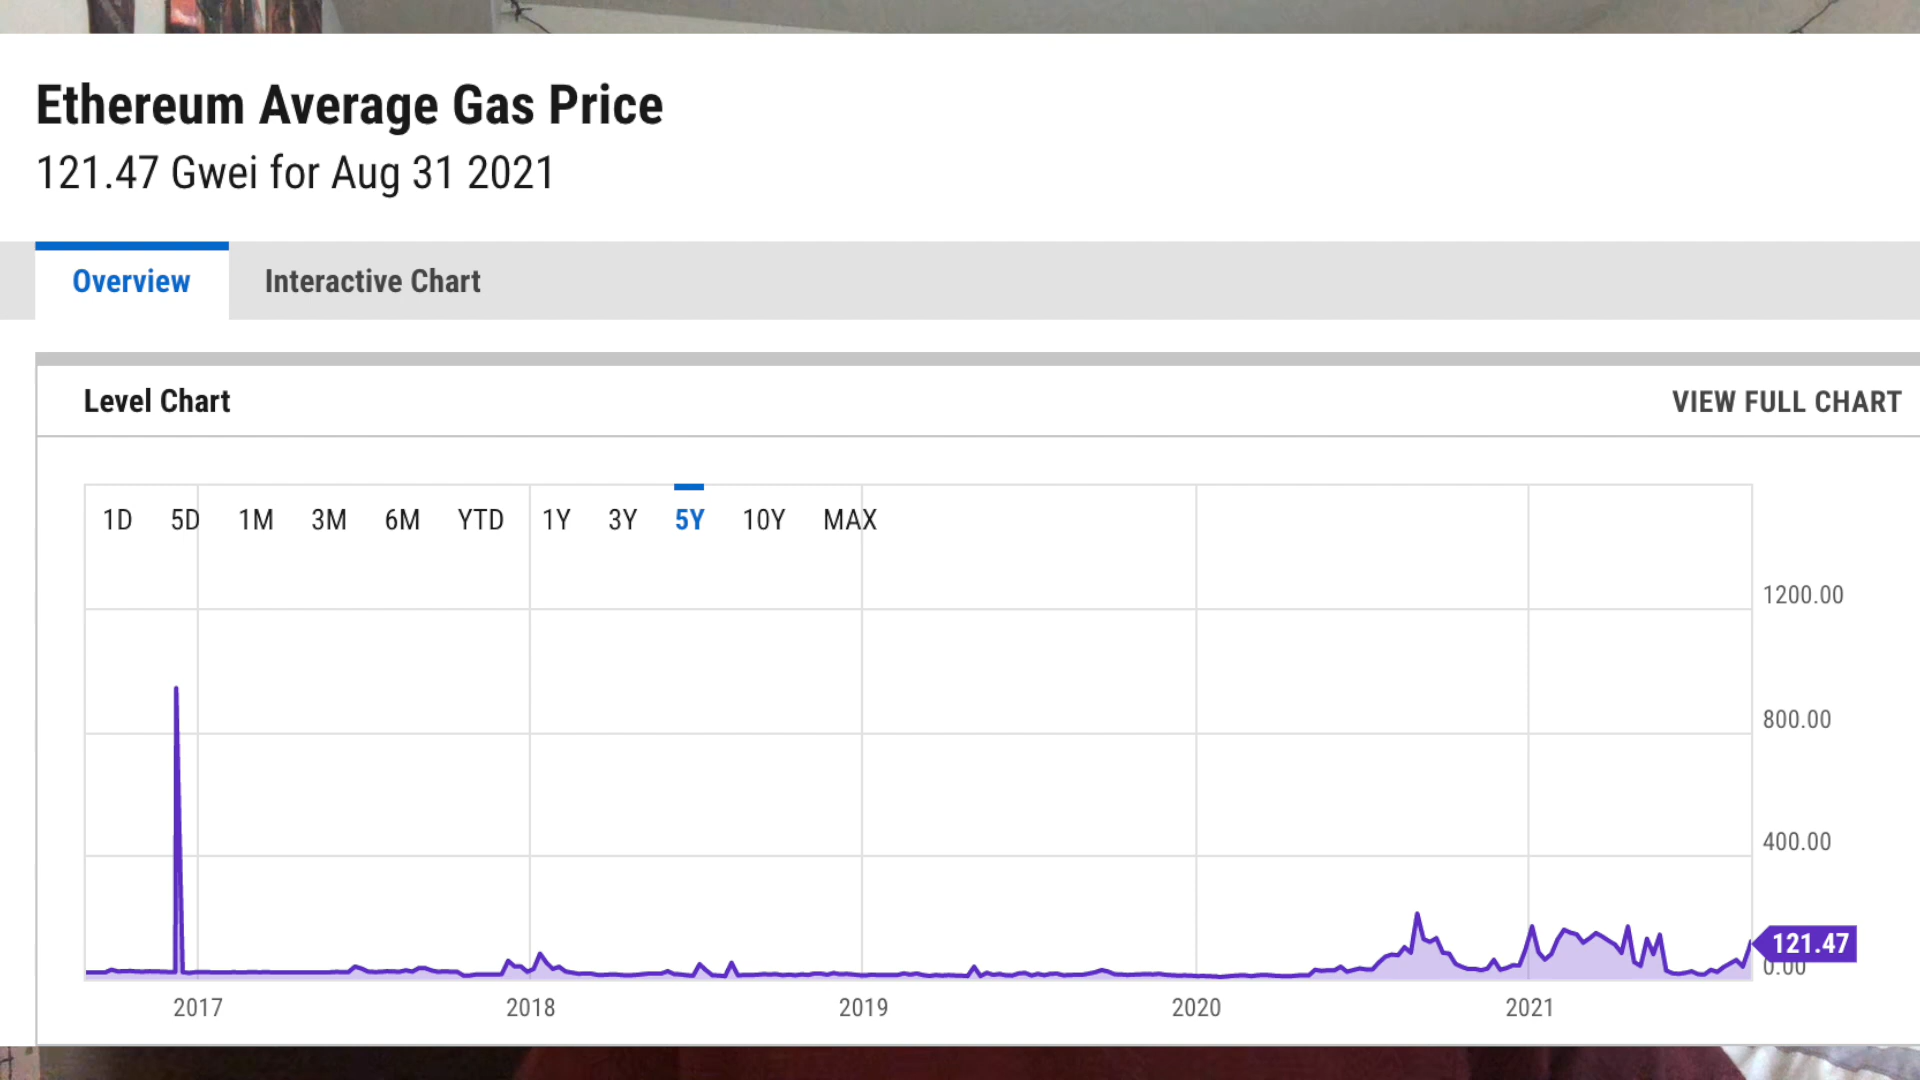 Ethereum Average Gas Price
121.47 Gwei for Aug 31 2021
Overview Interactive Chart
Level Chart VIEW FULL CHART
1D 5D 1M 3M 6M YTD 1Y 3Y 5Y 10Y MAX
1200.00
800.00
400.00
121.47
0.00
2017 2018 2019 2020 2021